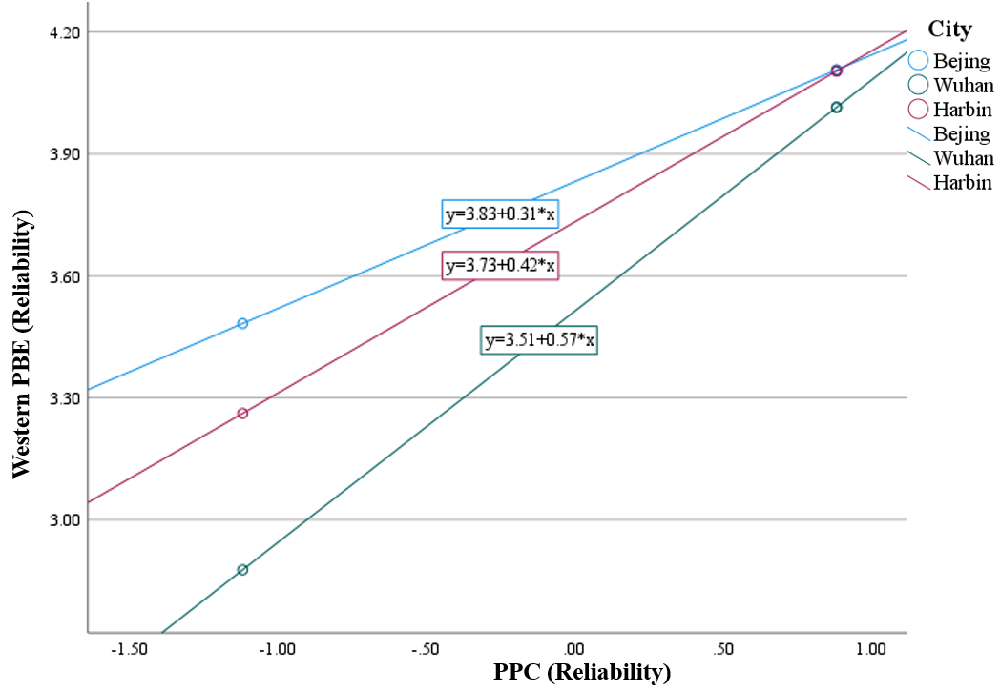 4.20
3.90
3.60
3.30
3.00
Western PBE (Reliability)
y=3.83+0.31*x
y=3.73+0.42*x
y=3.51+0.57*x
-1.50
-1.00
-.50
.00
.50
1.00
PPC (Reliability)
City
Bejing
Wuhan
Harbin
Bejing
Wuhan
Harbin